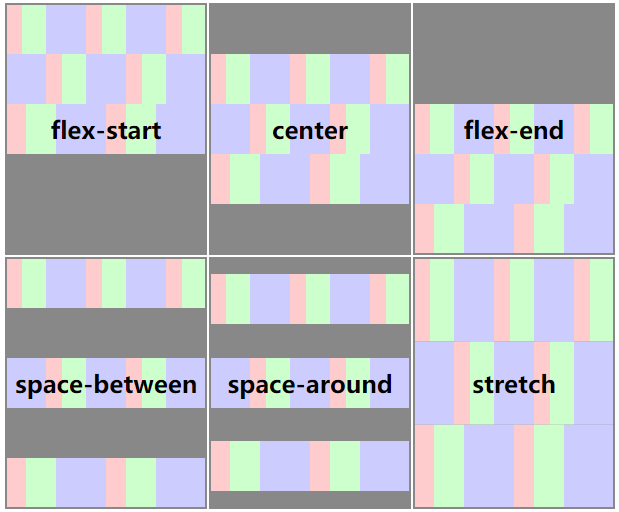 flex-start
center
flex-end
space-between
space-around
stretch